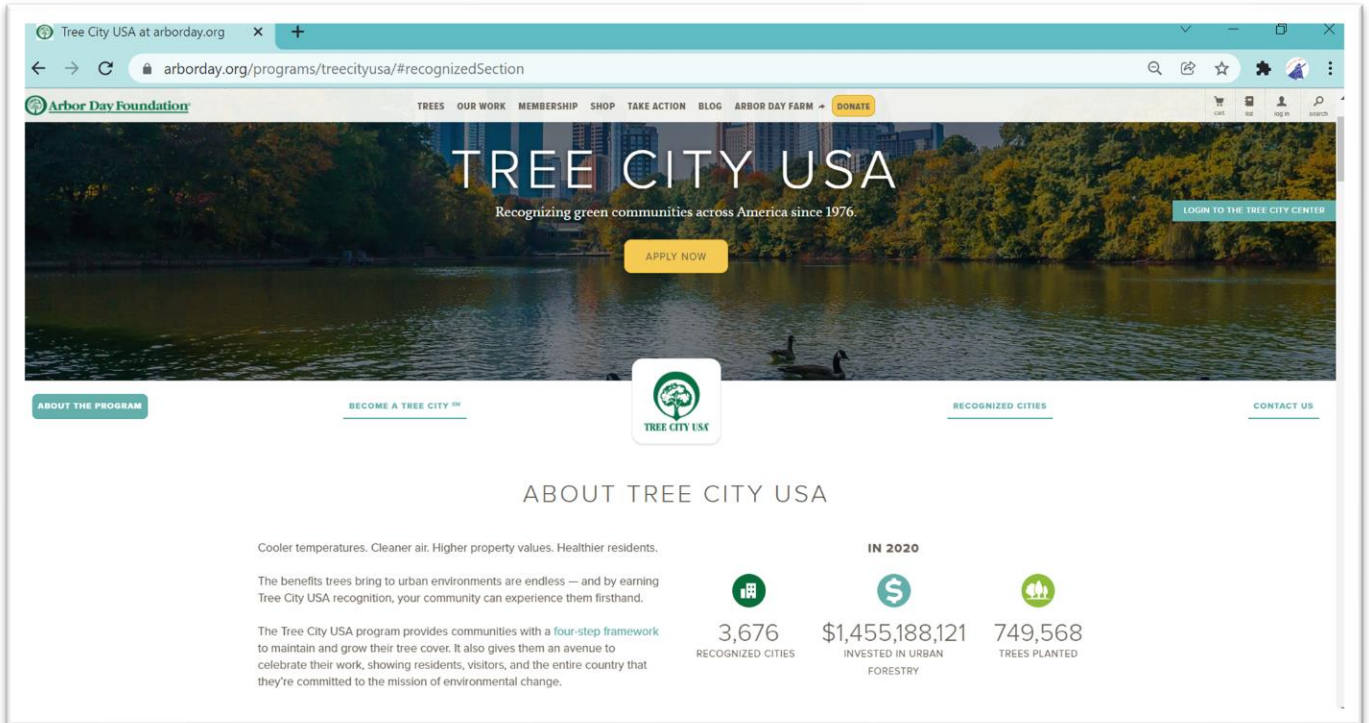 Tree City USA at arborday.org
arborday.org/programs/treecityusa/#recognizedSection
Arbor Day Foundation®
TREES OUR WORK MEMBERSHIP SHOP TAKE ACTION BLOG ARBOR DAY FARM DONATE
cart list log in search
TREE CITY USA
Recognizing green communities across America since 1976.
LOGIN TO THE TREE CITY CENTER
APPLY NOW
ABOUT THE PROGRAM
BECOME A TREE CITY ℠
TREE CITY USA®
RECOGNIZED CITIES
CONTACT US
ABOUT TREE CITY USA
Cooler temperatures. Cleaner air. Higher property values. Healthier residents.
The benefits trees bring to urban environments are endless — and by earning
Tree City USA recognition, your community can experience them firsthand.
The Tree City USA program provides communities with a four-step framework
to maintain and grow their tree cover. It also gives them an avenue to
celebrate their work, showing residents, visitors, and the entire country that
they're committed to the mission of environmental change.
IN 2020
3,676
RECOGNIZED CITIES
$1,455,188,121
INVESTED IN URBAN
FORESTRY
749,568
TREES PLANTED